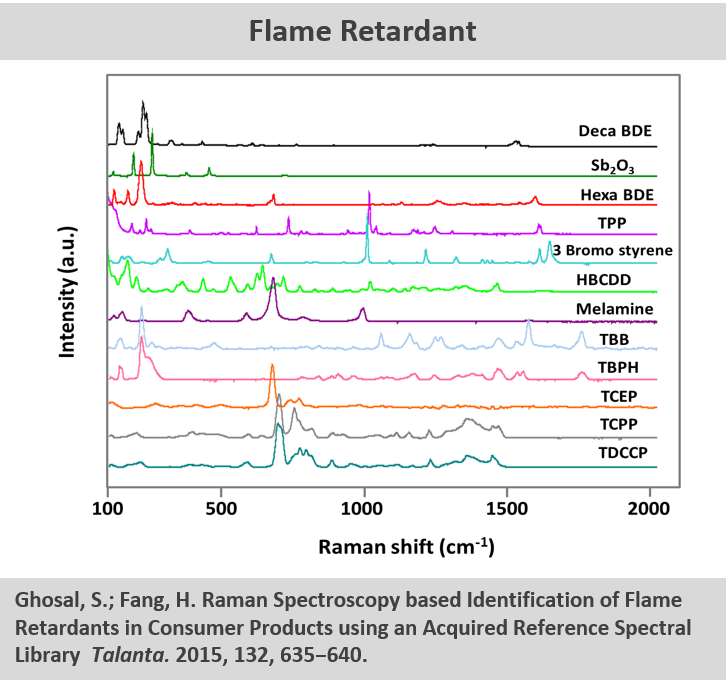 Flame Retardant
Deca BDE
Sb₂O₃
Hexa BDE
TPP
3 Bromo styrene
HBCDD
Melamine
TBB
TBPH
TCEP
TCPP
TDCCP
Intensity (a.u.)
100 500 1000 1500 2000
Raman shift (cm⁻¹)
Ghosal, S.; Fang, H. Raman Spectroscopy based Identification of Flame
Retardants in Consumer Products using an Acquired Reference Spectral
Library Talanta. 2015, 132, 635–640.